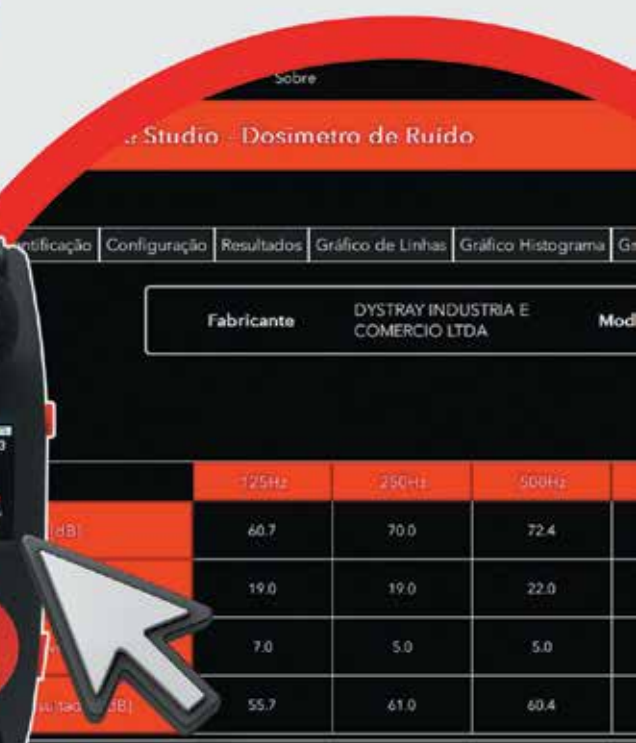 Sobre
Studio - Dosimetro de Ruído
Configuração Resultados Gráfico de Linhas Gráfico Histograma
Fabricante DYSTRAY INDUSTRIA E
COMERCIO LTDA
125Hz 250Hz 500Hz
[dB] 60.7 70.0 72.4
19.0 19.0 22.0
7.0 5.0 5.0
dB] 55.7 61.0 60.4